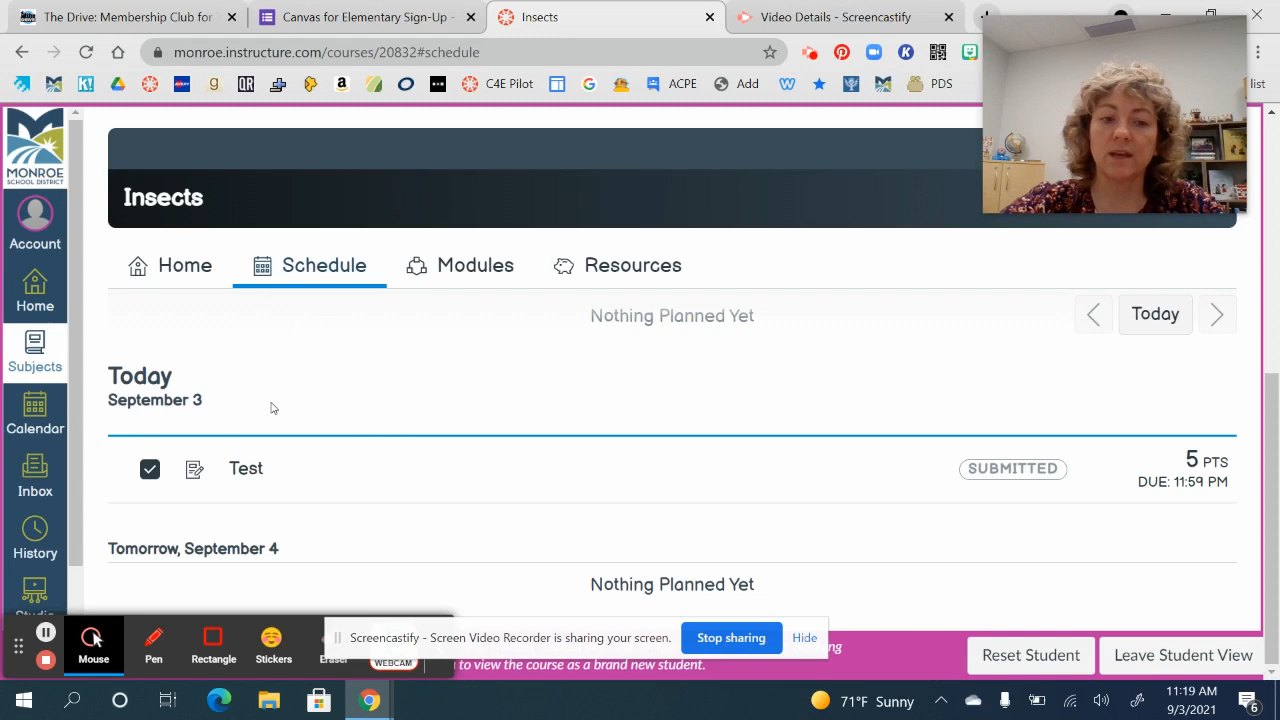 The Drive: Membership Club for
Canvas for Elementary Sign-Up -
Insects
Video Details - Screencastify
monroe.instructure.com/courses/20832#schedule
K!
g
QR
a
C4E Pilot
G
ACPE
Add
W
PDS
list
MONROE
SCHOOL DISTRICT
Account
Home
Subjects
Calendar
Inbox
History
Studio
Insects
Home
Schedule
Modules
Resources
Nothing Planned Yet
Today
Today
September 3
Test
SUBMITTED
5 PTS
DUE: 11:59 PM
Tomorrow, September 4
Nothing Planned Yet
Mouse
Pen
Rectangle
Stickers
Eraser
WEBCAM
Screencastify - Screen Video Recorder is sharing your screen.
Stop sharing
Hide
to view the course as a brand new student.
Reset Student
Leave Student View
71°F Sunny
11:19 AM
9/3/2021
6